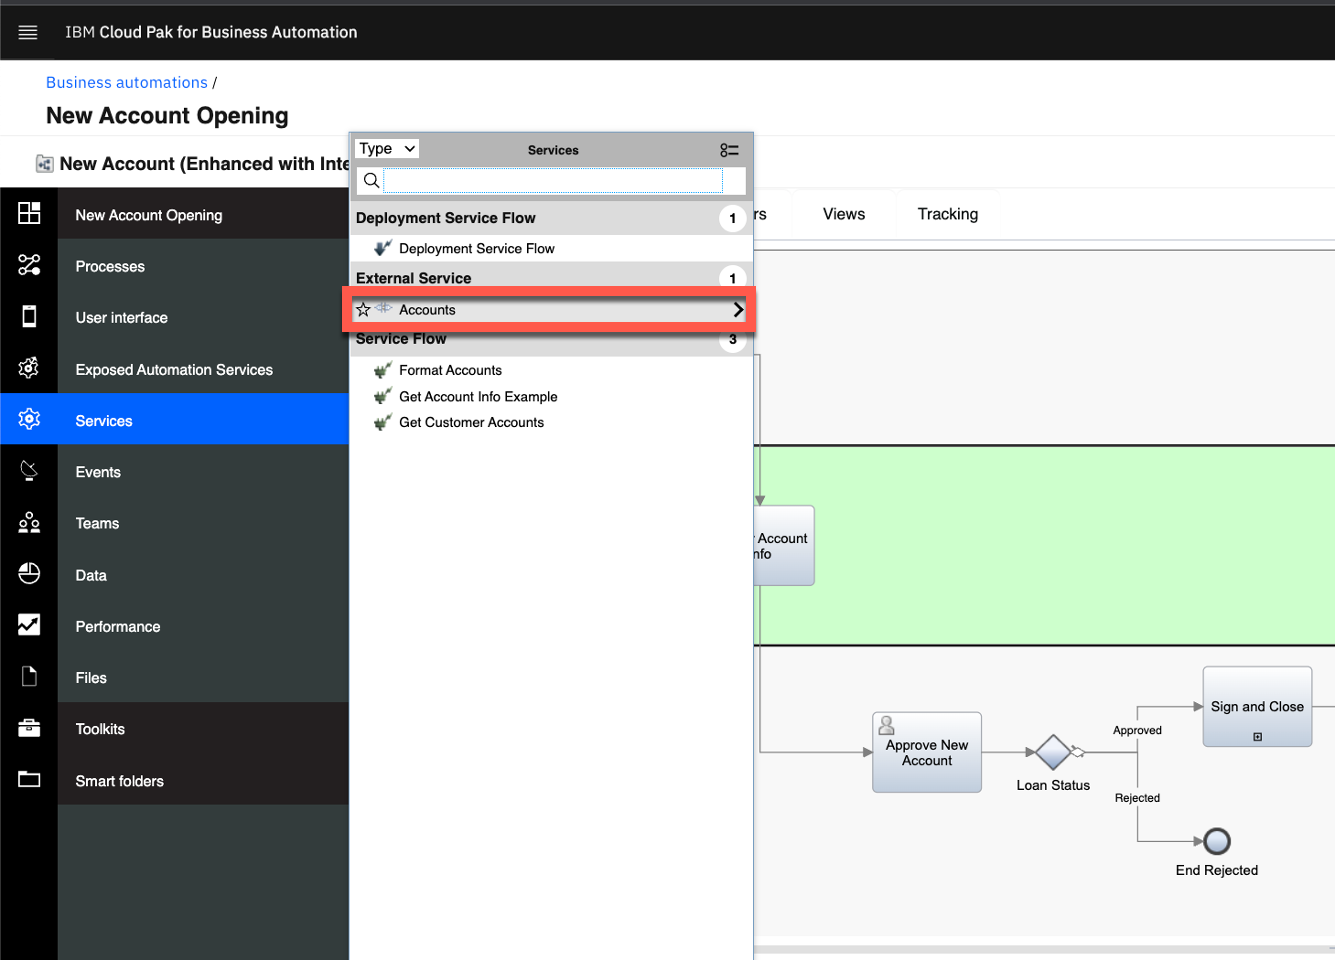 IBM Cloud Pak for Business Automation
Business automations /
New Account Opening
New Account (Enhanced with Inte
Type
Services
New Account Opening
Processes
User interface
Exposed Automation Services
Services
Events
Teams
Data
Performance
Files
Toolkits
Smart folders
Deployment Service Flow 1
Deployment Service Flow
External Service 1
Accounts
Service Flow 3
Format Accounts
Get Account Info Example
Get Customer Accounts
rs
Views
Tracking
Account
nfo
Approve New
Account
Loan Status
Approved
Rejected
Sign and Close
End Rejected